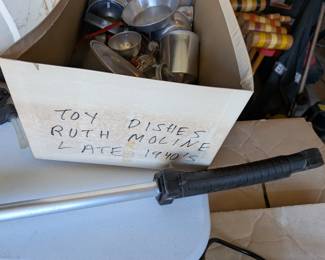 TOY DISHES
RUTH MOLINE
LATE 1940'S